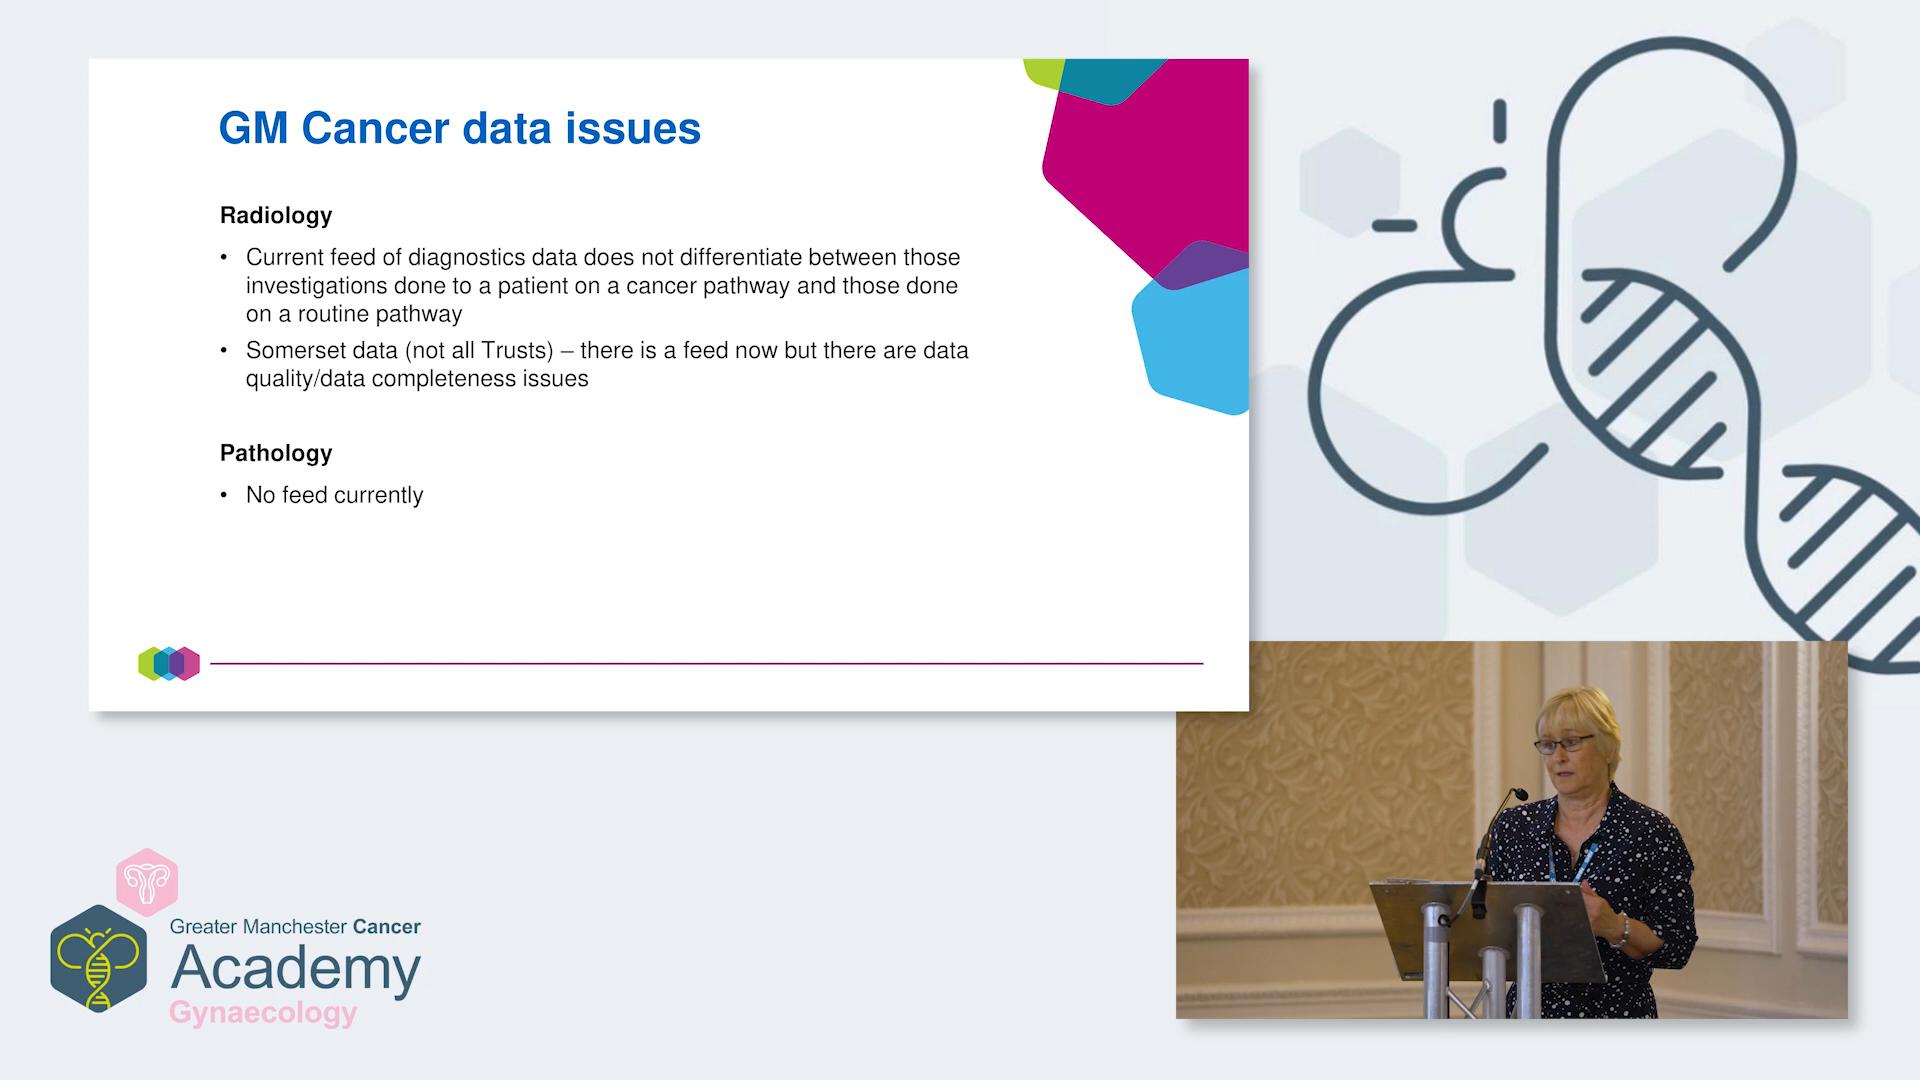 GM Cancer data issues
Radiology
• Current feed of diagnostics data does not differentiate between those
investigations done to a patient on a cancer pathway and those done
on a routine pathway
• Somerset data (not all Trusts) – there is a feed now but there are data
quality/data completeness issues
Pathology
• No feed currently
Greater Manchester Cancer
Academy
Gynaecology